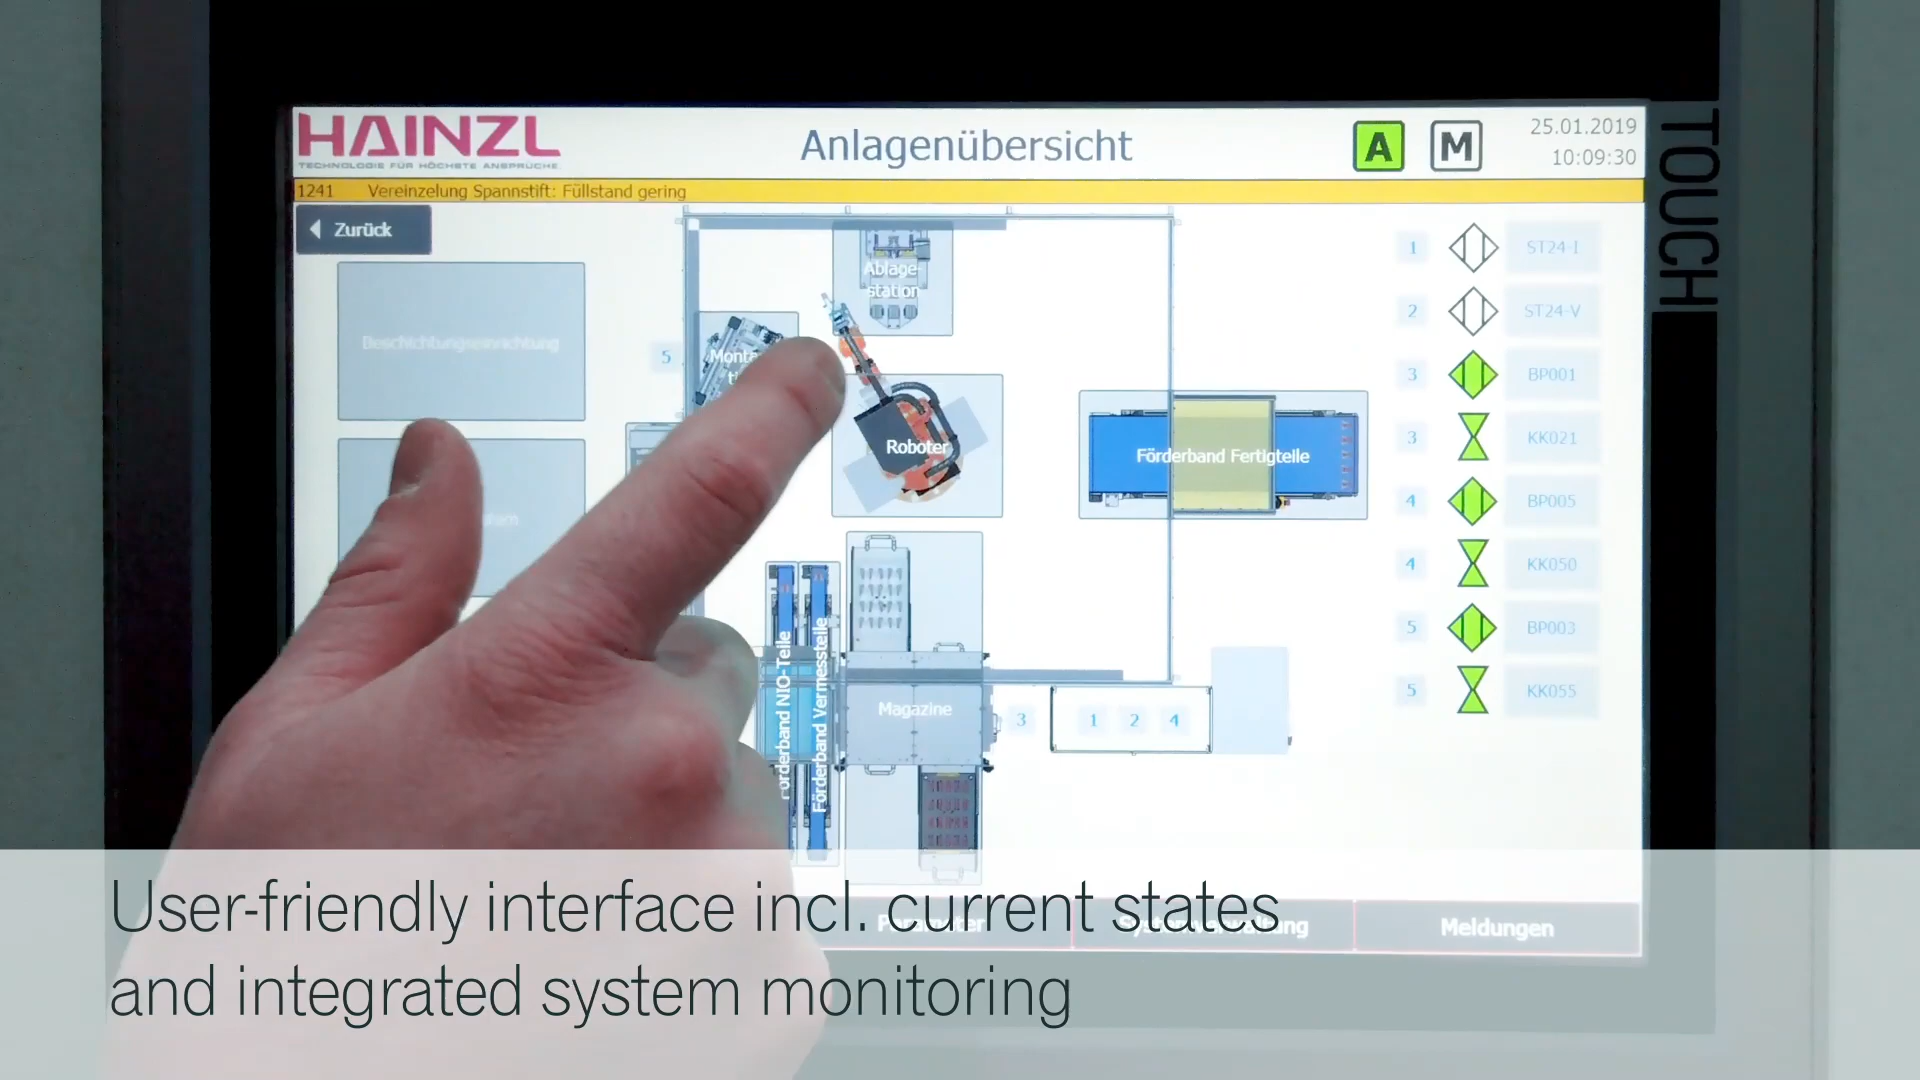 HAINZL
TECHNOLOGIE FÜR HÖCHSTE ANSPRÜCHE
Anlagenübersicht
A
M
25.01.2019
10:09:30
TOUCH
1241 Vereinzelung Spannstift: Füllstand gering
Zurück
Ablage-
station
Beschichtungseinrichtung
5
Roboter
Förderband Fertigteile
Förderband NIO-Teile
Förderband Vermessteile
Magazine
3
1 2 4
1 ST24-I
2 ST24-V
3 BP001
3 KK021
4 BP005
4 KK050
5 BP003
5 KK055
Parameter
Systemverwaltung
Meldungen
User-friendly interface incl. current states
and integrated system monitoring